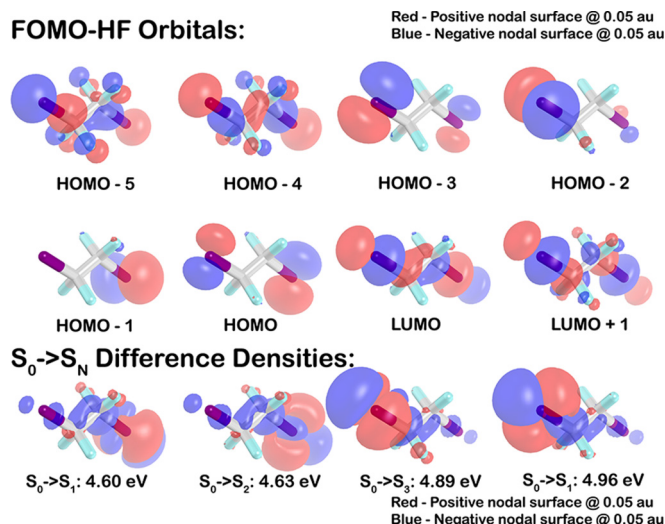 FOMO-HF Orbitals:
Red - Positive nodal surface @ 0.05 au
Blue - Negative nodal surface @ 0.05 au
HOMO - 5
HOMO - 4
HOMO - 3
HOMO - 2
HOMO - 1
HOMO
LUMO
LUMO + 1
S₀->S_N Difference Densities:
S₀->S₁: 4.60 eV
S₀->S₂: 4.63 eV
S₀->S₃: 4.89 eV
S₀->S₁: 4.96 eV
Red - Positive nodal surface @ 0.05 au
Blue - Negative nodal surface @ 0.05 au